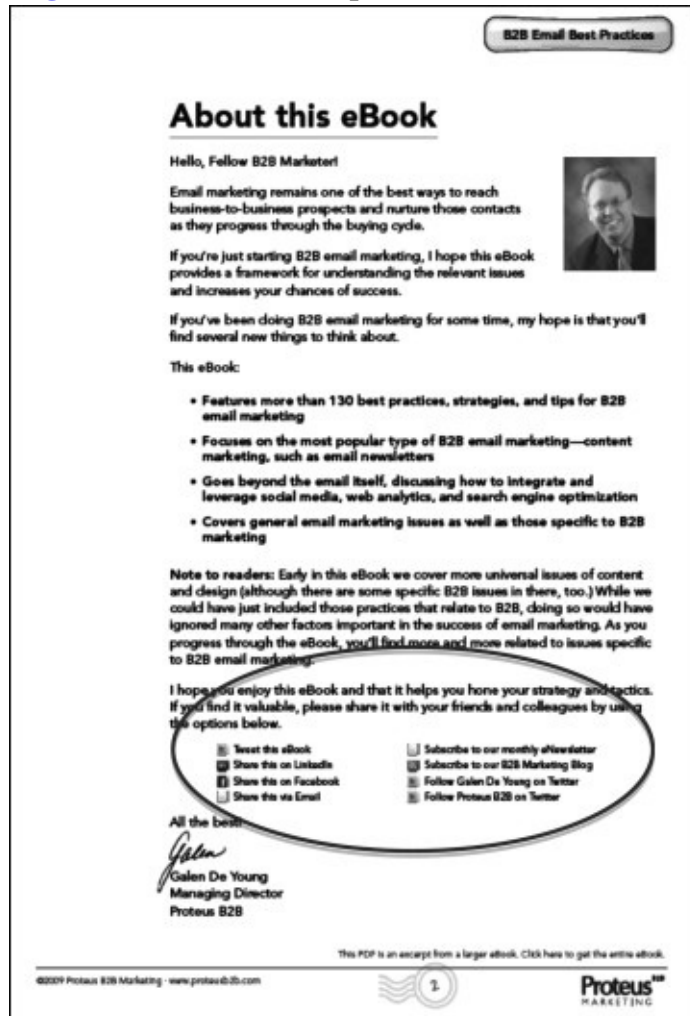 B2B Email Best Practices
About this eBook
Hello, Fellow B2B Marketer!
Email marketing remains one of the best ways to reach
business-to-business prospects and nurture those contacts
as they progress through the buying cycle.
If you're just starting B2B email marketing, I hope this eBook
provides a framework for understanding the relevant issues
and increases your chances of success.
If you've been doing B2B email marketing for some time, my hope is that you'll
find several new things to think about.
This eBook:
• Features more than 130 best practices, strategies, and tips for B2B
email marketing
• Focuses on the most popular type of B2B email marketing—content
marketing, such as email newsletters
• Goes beyond the email itself, discussing how to integrate and
leverage social media, web analytics, and search engine optimization
• Covers general email marketing issues as well as those specific to B2B
marketing
Note to readers: Early in this eBook we cover more universal issues of content
and design (although there are some specific B2B issues in there, too.) While we
could have just included those practices that relate to B2B, doing so would have
ignored many other factors important in the success of email marketing. As you
progress through the eBook, you'll find more and more related to issues specific
to B2B email marketing.
I hope you enjoy this eBook and that it helps you hone your strategy and tactics.
If you find it valuable, please share it with your friends and colleagues by using
the options below.
Tweet this eBook
Share this on LinkedIn
Share this on Facebook
Share this via Email
Subscribe to our monthly eNewsletter
Subscribe to our B2B Marketing Blog
Follow Galen De Young on Twitter
Follow Proteus B2B on Twitter
All the best!
Galen
Galen De Young
Managing Director
Proteus B2B
This PDF is an excerpt from a larger eBook. Click here to get the entire eBook.
©2009 Proteus B2B Marketing · www.proteusb2b.com
2
Proteus B2B
MARKETING